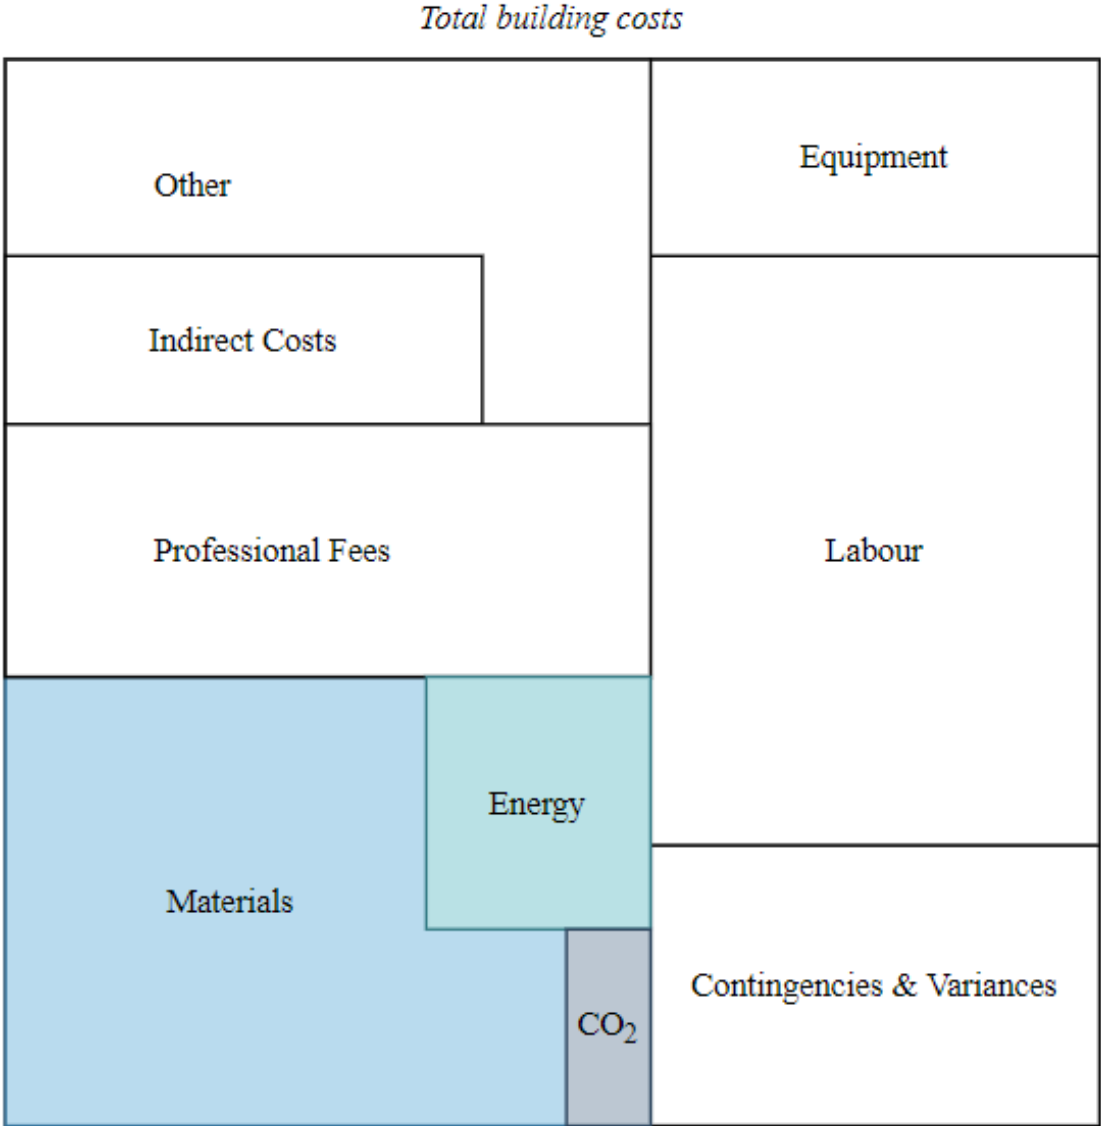 Total building costs
Other
Equipment
Indirect Costs
Professional Fees
Labour
Energy
Materials
Contingencies & Variances
CO₂